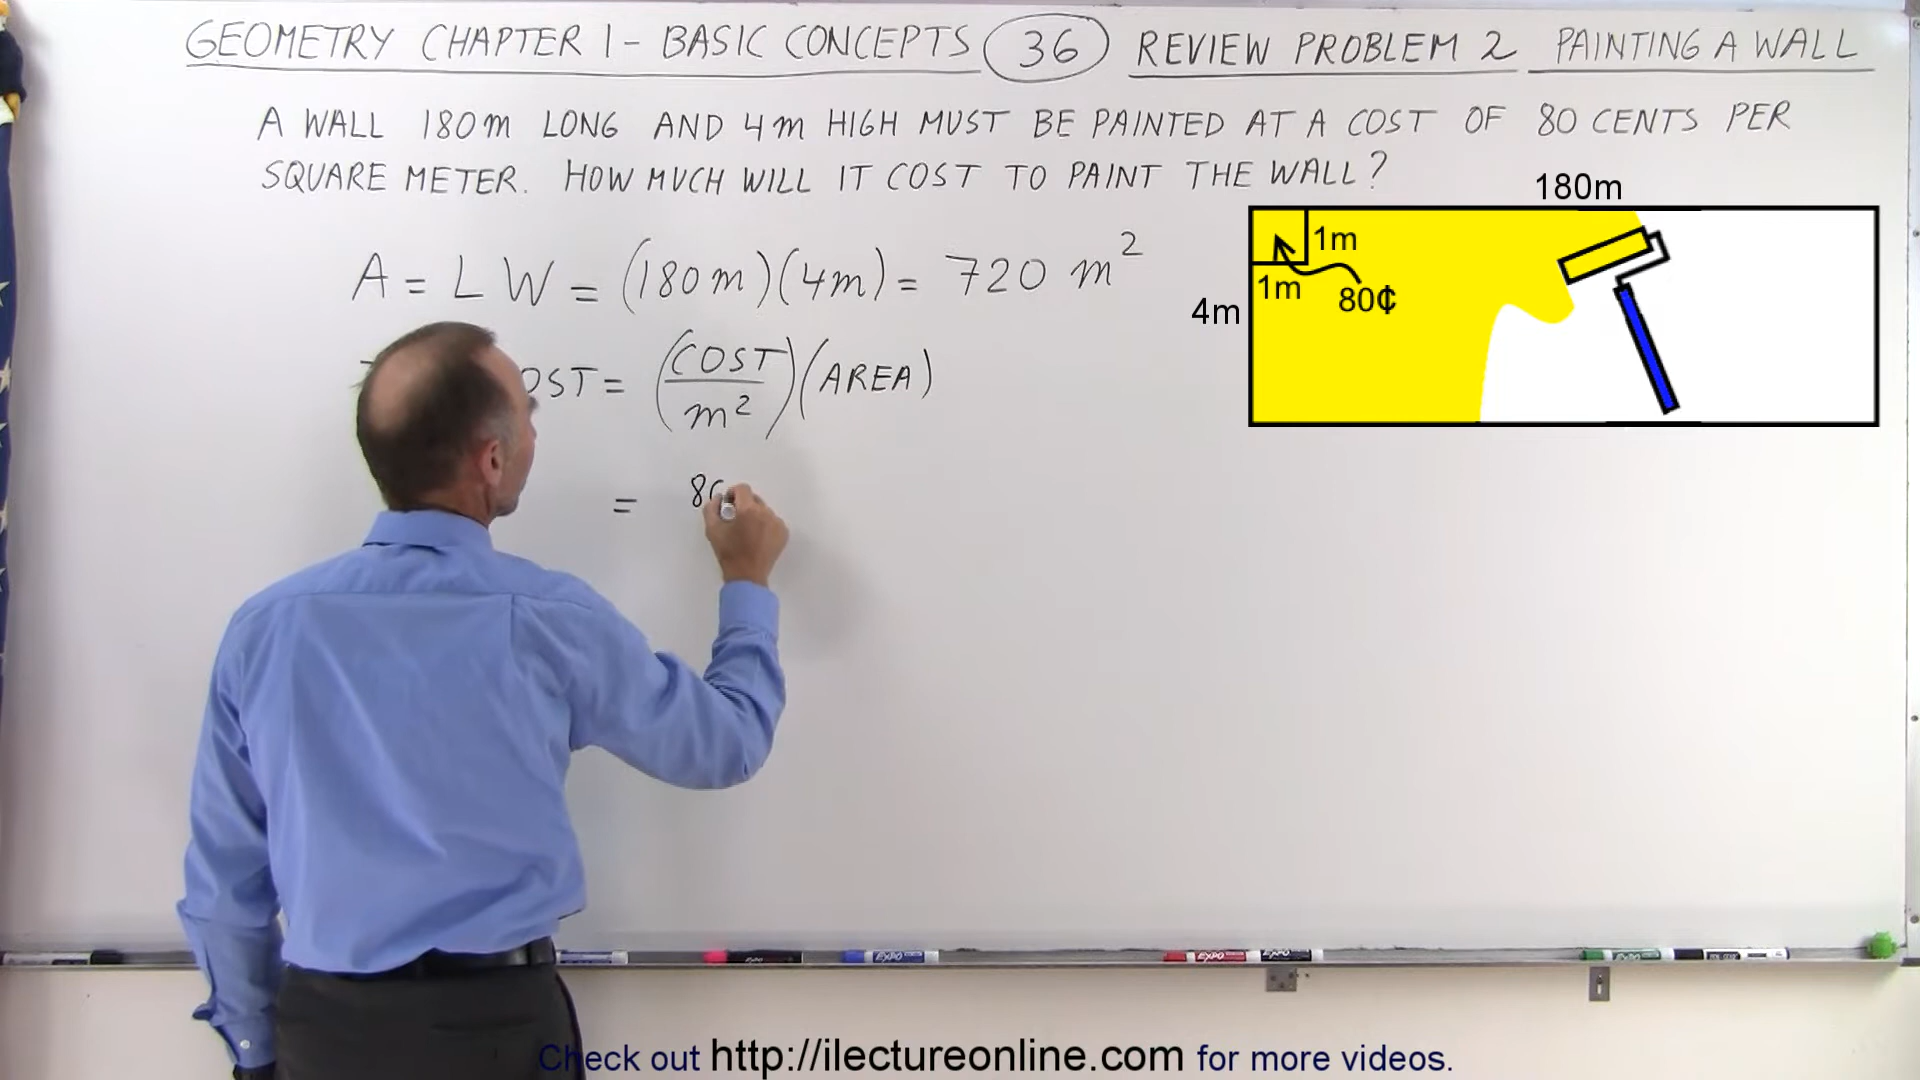 GEOMETRY CHAPTER 1 - BASIC CONCEPTS 36 REVIEW PROBLEM 2 PAINTING A WALL
A WALL 180m LONG AND 4m HIGH MUST BE PAINTED AT A COST OF 80 CENTS PER
SQUARE METER. HOW MUCH WILL IT COST TO PAINT THE WALL?
180m
1m
1m
80¢
4m
A = L W = (180m)(4m) = 720 m²
OST = (COST/m²)(AREA)
= 80
Check out http://ilectureonline.com for more videos.